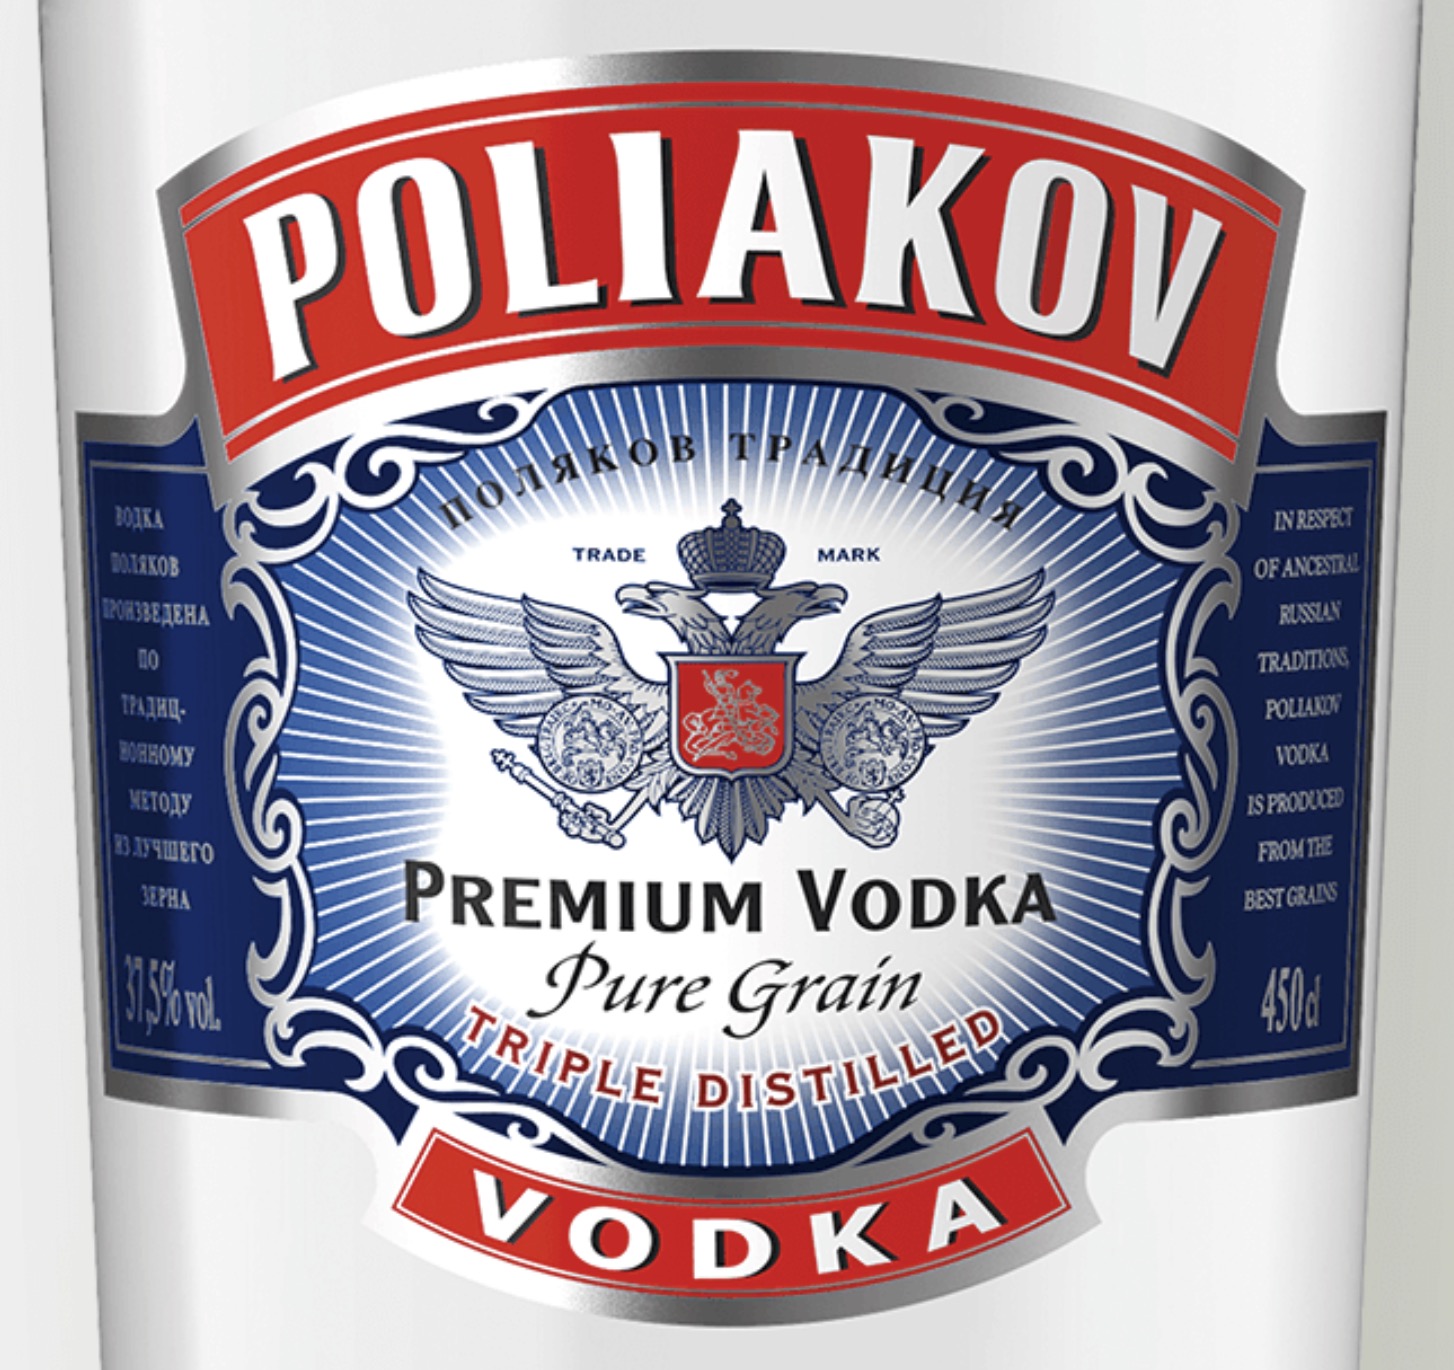 POLIAKOV
ПОЛЯКОВ ТРАДИЦИЯ
TRADE MARK
PREMIUM VODKA
Pure Grain
TRIPLE DISTILLED
VODKA
ВОДКА
ПОЛЯКОВ
ПРОИЗВЕДЕНА
ПО
ТРАДИЦ-
ИОННОМУ
МЕТОДУ
ИЗ ЛУЧШЕГО
ЗЕРНА
37,5% vol.
IN RESPECT
OF ANCESTRAL
RUSSIAN
TRADITIONS,
POLIAKOV
VODKA
IS PRODUCED
FROM THE
BEST GRAINS
450 cl